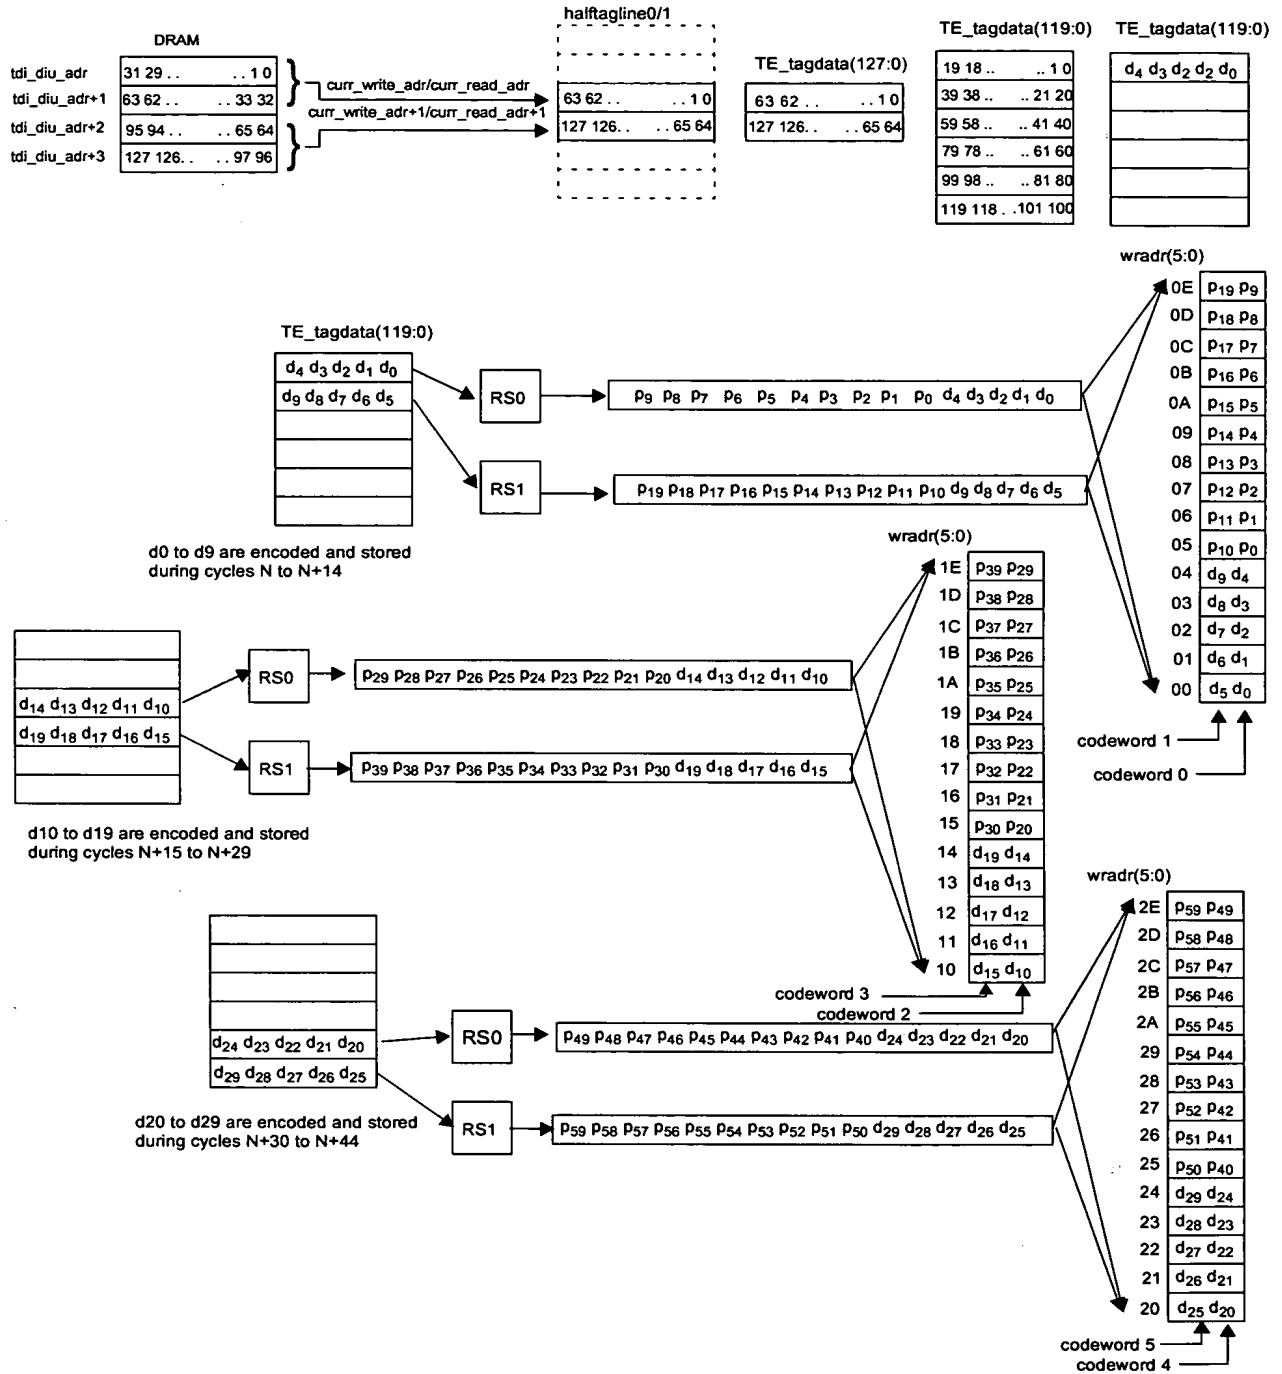 halftagline0/1
DRAM
tdi_diu_adr 31 29 . . . . 1 0
tdi_diu_adr+1 63 62 . . . . 33 32
tdi_diu_adr+2 95 94 . . . . 65 64
tdi_diu_adr+3 127 126. . . . 97 96
curr_write_adr/curr_read_adr
curr_write_adr+1/curr_read_adr+1
63 62 . . . . 1 0
127 126. . . . 65 64
TE_tagdata(127:0)
63 62 . . . . 1 0
127 126. . . . 65 64
TE_tagdata(119:0)
19 18 . . . . 1 0
39 38 .. .. 21 20
59 58 .. .. 41 40
79 78 .. .. 61 60
99 98 .. .. 81 80
119 118 . . ..101 100
TE_tagdata(119:0)
d4 d3 d2 d2 d0
TE_tagdata(119:0)
d4 d3 d2 d1 d0
d9 d8 d7 d6 d5
RS0
p9 p8 p7 p6 p5 p4 p3 p2 p1 p0 d4 d3 d2 d1 d0
RS1
p19 p18 p17 p16 p15 p14 p13 p12 p11 p10 d9 d8 d7 d6 d5
d0 to d9 are encoded and stored
during cycles N to N+14
wradr(5:0)
0E p19 p9
0D p18 p8
0C p17 p7
0B p16 p6
0A p15 p5
09 p14 p4
08 p13 p3
07 p12 p2
06 p11 p1
05 p10 p0
04 d9 d4
03 d8 d3
02 d7 d2
01 d6 d1
00 d5 d0
codeword 1
codeword 0
d14 d13 d12 d11 d10
d19 d18 d17 d16 d15
RS0
p29 p28 p27 p26 p25 p24 p23 p22 p21 p20 d14 d13 d12 d11 d10
RS1
p39 p38 p37 p36 p35 p34 p33 p32 p31 p30 d19 d18 d17 d16 d15
d10 to d19 are encoded and stored
during cycles N+15 to N+29
wradr(5:0)
1E p39 p29
1D p38 p28
1C p37 p27
1B p36 p26
1A p35 p25
19 p34 p24
18 p33 p23
17 p32 p22
16 p31 p21
15 p30 p20
14 d19 d14
13 d18 d13
12 d17 d12
11 d16 d11
10 d15 d10
codeword 3
codeword 2
d24 d23 d22 d21 d20
d29 d28 d27 d26 d25
RS0
p49 p48 p47 p46 p45 p44 p43 p42 p41 p40 d24 d23 d22 d21 d20
RS1
p59 p58 p57 p56 p55 p54 p53 p52 p51 p50 d29 d28 d27 d26 d25
d20 to d29 are encoded and stored
during cycles N+30 to N+44
wradr(5:0)
2E p59 p49
2D p58 p48
2C p57 p47
2B p56 p46
2A p55 p45
29 p54 p44
28 p53 p43
27 p52 p42
26 p51 p41
25 p50 p40
24 d29 d24
23 d28 d23
22 d27 d22
21 d26 d21
20 d25 d20
codeword 5
codeword 4